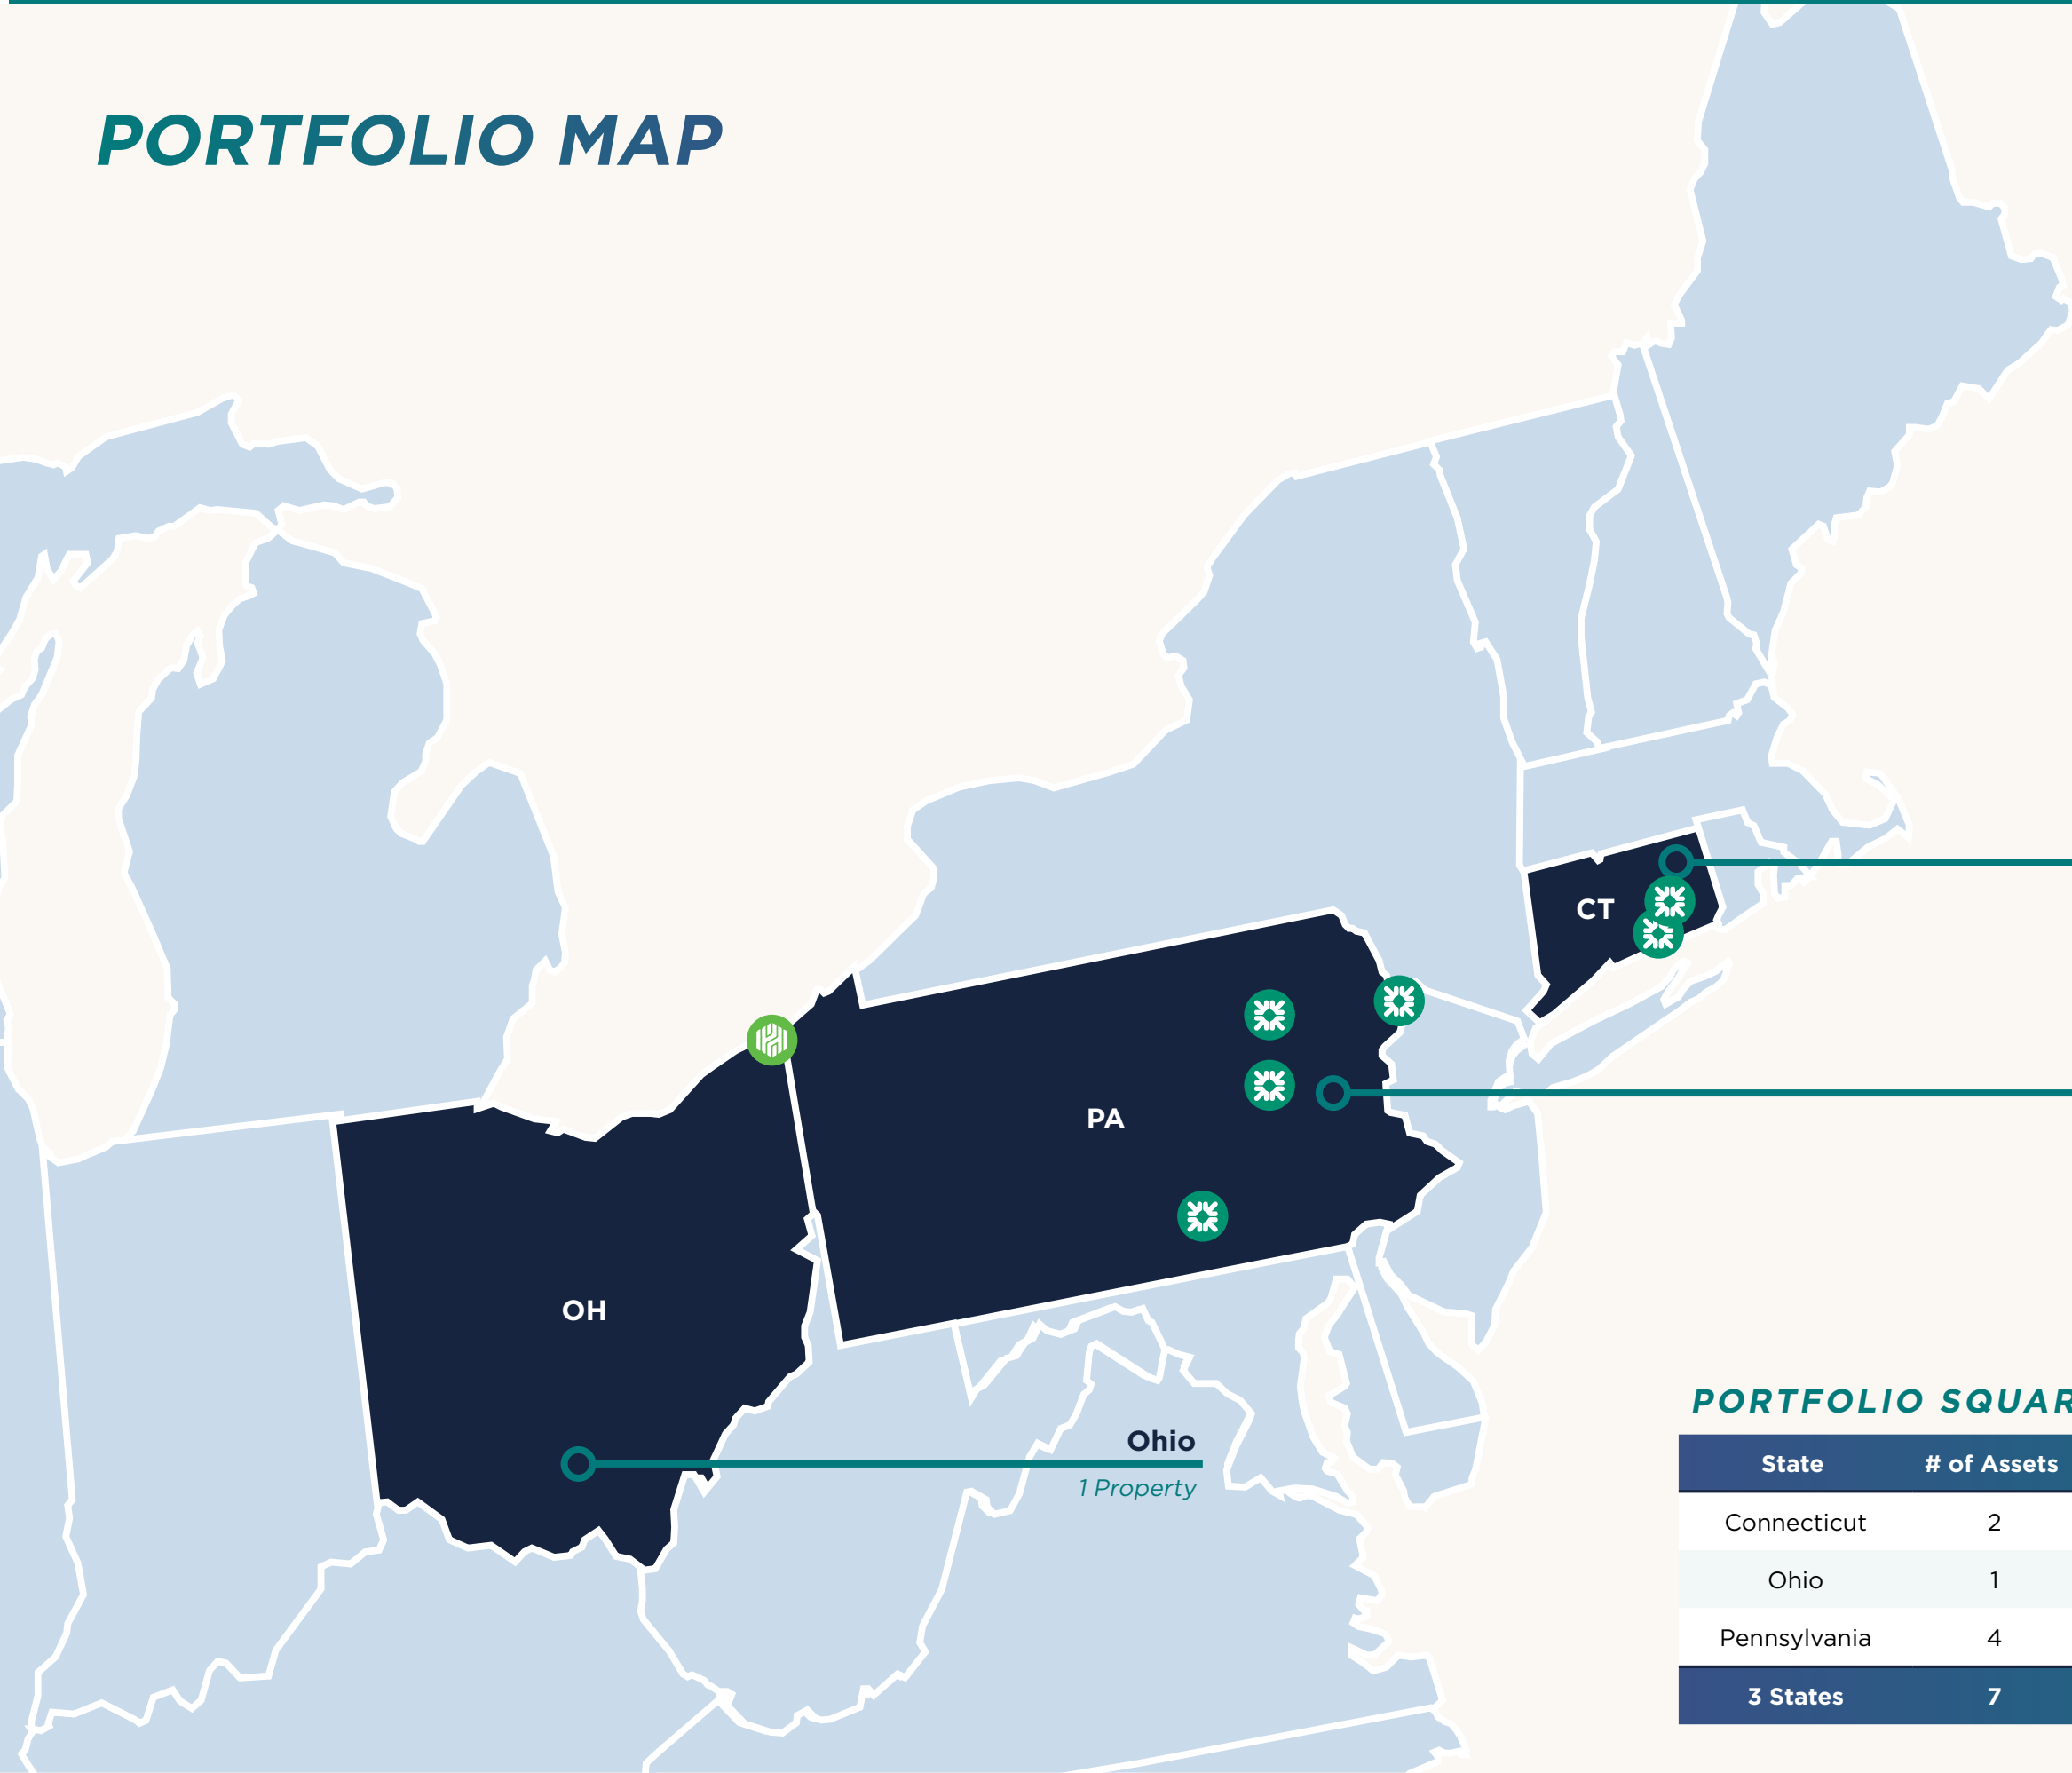 PORTFOLIO MAP
CT
PA
OH
Ohio
1 Property
PORTFOLIO SQUAR
State # of Assets
Connecticut 2
Ohio 1
Pennsylvania 4
3 States 7